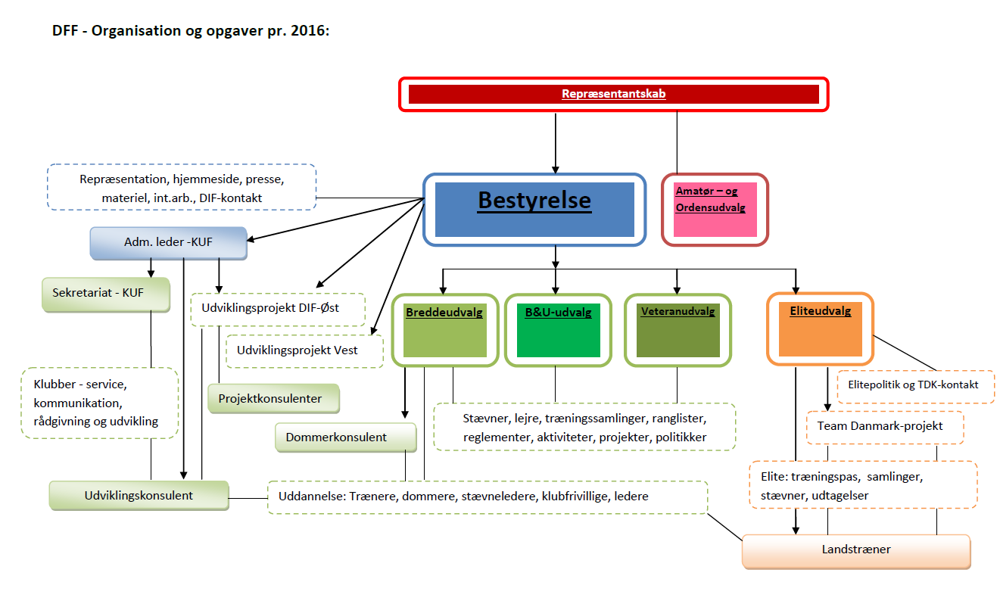 DFF - Organisation og opgaver pr. 2016:
Repræsentantskab
Repræsentation, hjemmeside, presse,
materiel, int.arb., DIF-kontakt
Bestyrelse
Amatør – og
Ordensudvalg
Adm. leder -KUF
Sekretariat - KUF
Udviklingsprojekt DIF-Øst
Udviklingsprojekt Vest
Breddeudvalg
B&U-udvalg
Veteranudvalg
Eliteudvalg
Klubber - service,
kommunikation,
rådgivning og udvikling
Projektkonsulenter
Dommerkonsulent
Stævner, lejre, træningssamlinger, ranglister,
reglementer, aktiviteter, projekter, politikker
Elitepolitik og TDK-kontakt
Team Danmark-projekt
Elite: træningspas, samlinger,
stævner, udtagelser
Udviklingskonsulent
Uddannelse: Trænere, dommere, stævneledere, klubfrivillige, ledere
Landstræner